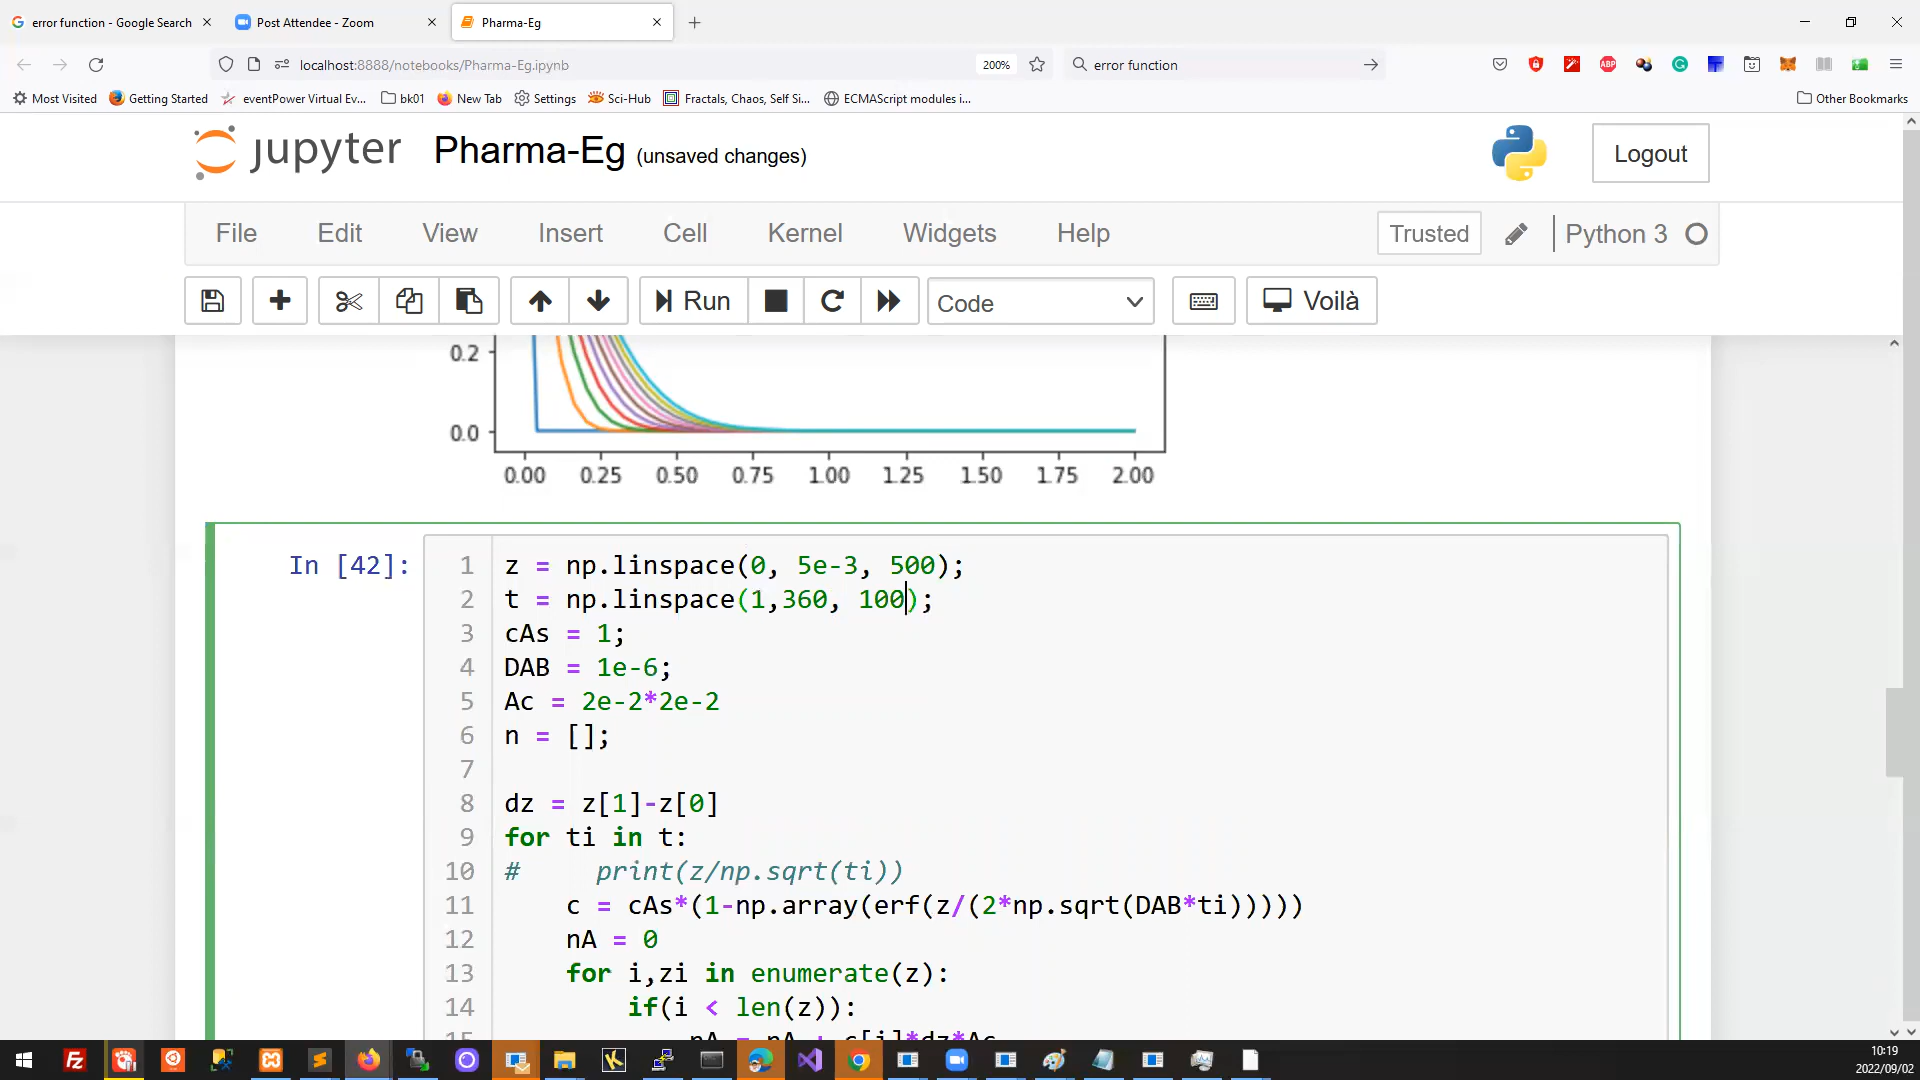 error function - Google Search
Post Attendee - Zoom
Pharma-Eg
localhost:8888/notebooks/Pharma-Eg.ipynb
200%
error function
Most Visited
Getting Started
eventPower Virtual Ev...
bk01
New Tab
Settings
Sci-Hub
Fractals, Chaos, Self Si...
ECMAScript modules i...
Other Bookmarks
jupyter
Pharma-Eg (unsaved changes)
Logout
File Edit View Insert Cell Kernel Widgets Help
Trusted
Python 3
Run
Code
Voilà
0.2
0.0
0.00 0.25 0.50 0.75 1.00 1.25 1.50 1.75 2.00
In [42]:
1 z = np.linspace(0, 5e-3, 500);
2 t = np.linspace(1,360, 100);
3 cAs = 1;
4 DAB = 1e-6;
5 Ac = 2e-2*2e-2
6 n = [];
7
8 dz = z[1]-z[0]
9 for ti in t:
10 # print(z/np.sqrt(ti))
11 c = cAs*(1-np.array(erf(z/(2*np.sqrt(DAB*ti)))))
12 nA = 0
13 for i,zi in enumerate(z):
14 if(i < len(z)):
15 nA = nA + c[i]*dz*Ac
10:19
2022/09/02